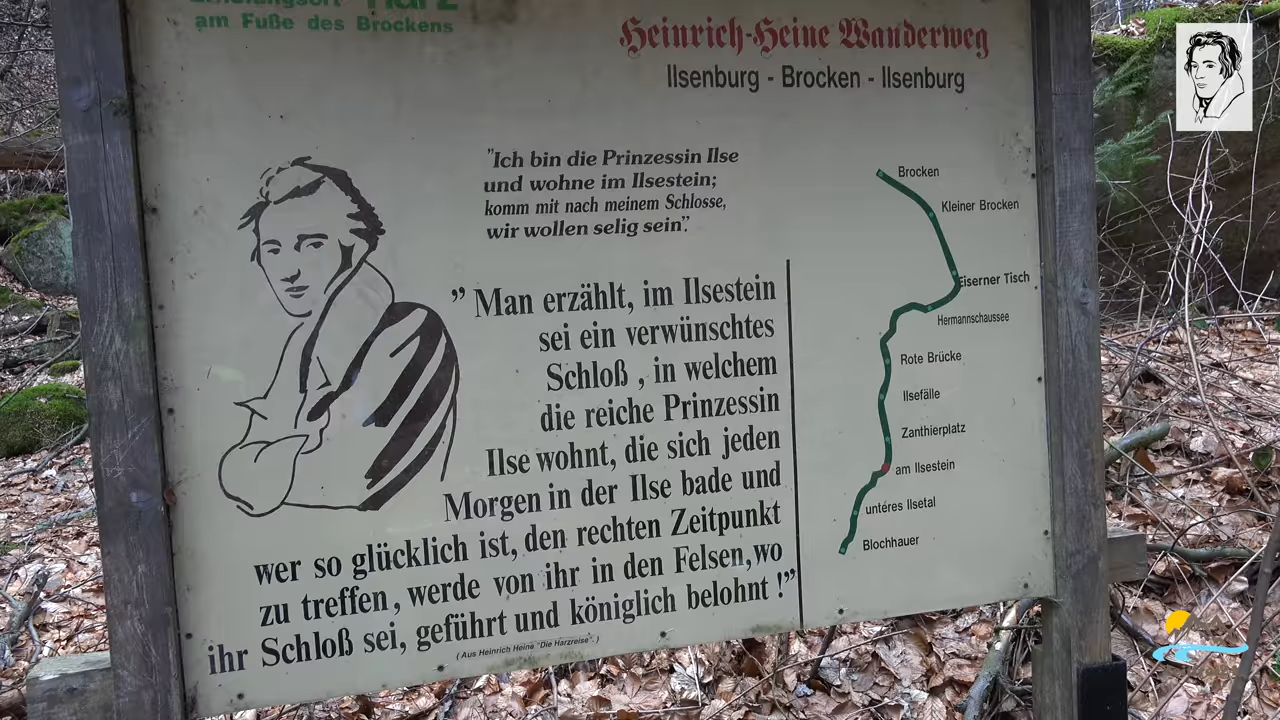 Erholungsort Harz
am Fuße des Brockens
Heinrich-Heine Wanderweg
Ilsenburg - Brocken - Ilsenburg
"Ich bin die Prinzessin Ilse
und wohne im Ilsestein;
komm mit nach meinem Schlosse,
wir wollen selig sein".
" Man erzählt, im Ilsestein
sei ein verwünschtes
Schloß , in welchem
die reiche Prinzessin
Ilse wohnt, die sich jeden
Morgen in der Ilse bade und
wer so glücklich ist, den rechten Zeitpunkt
zu treffen, werde von ihr in den Felsen,wo
ihr Schloß sei, geführt und königlich belohnt !"
( Aus Heinrich Heine "Die Harzreise". )
Brocken
Kleiner Brocken
Eiserner Tisch
Hermannschaussee
Rote Brücke
Ilsefälle
Zanthierplatz
am Ilsestein
untéres Ilsetal
Blochhauer